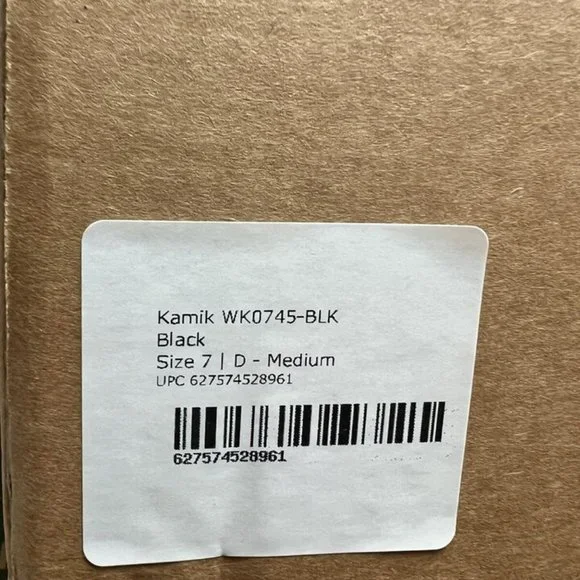 Kamik WK0745-BLK
Black
Size 7 | D - Medium
UPC 627574528961
627574528961